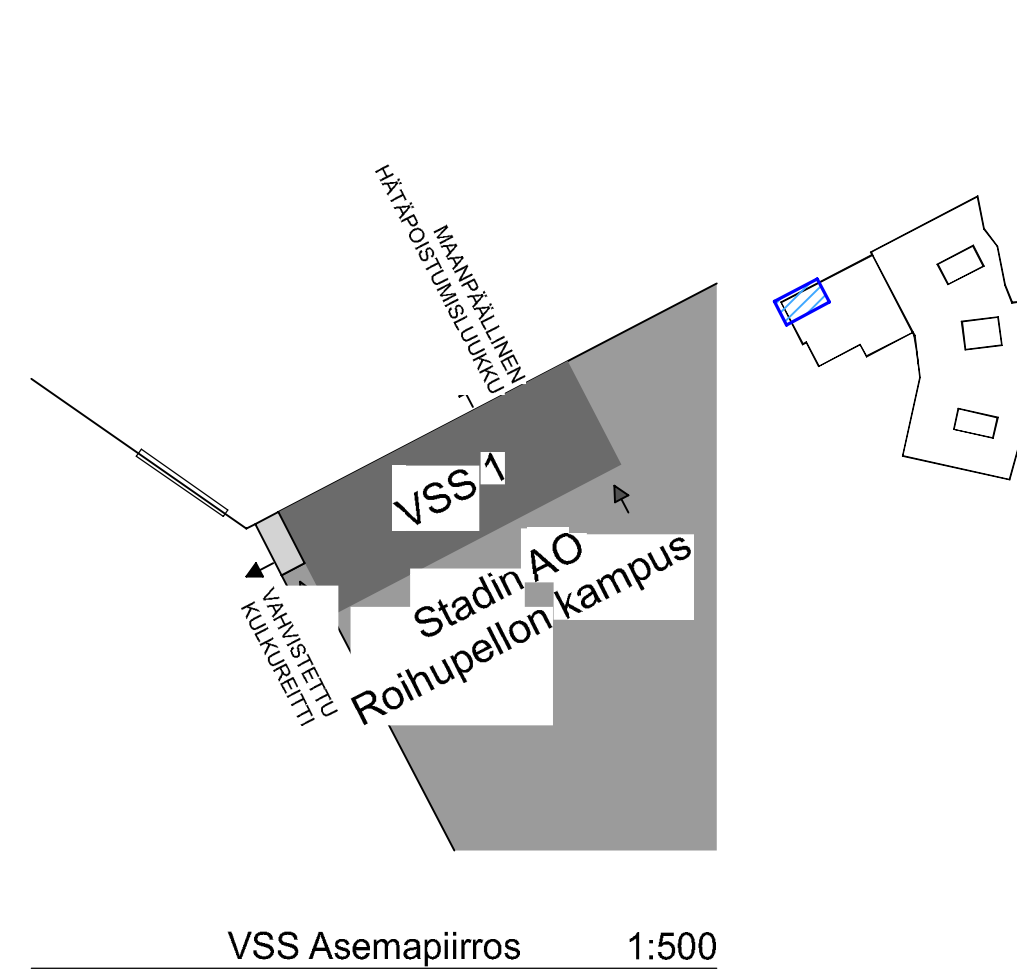 MAANPÄÄLLINEN
HÄTÄPOISTUMISLUUKKU
VSS 1
Stadin AO
Roihupellon kampus
VAHVISTETTU
KULKUREITTI
VSS Asemapiirros 1:500